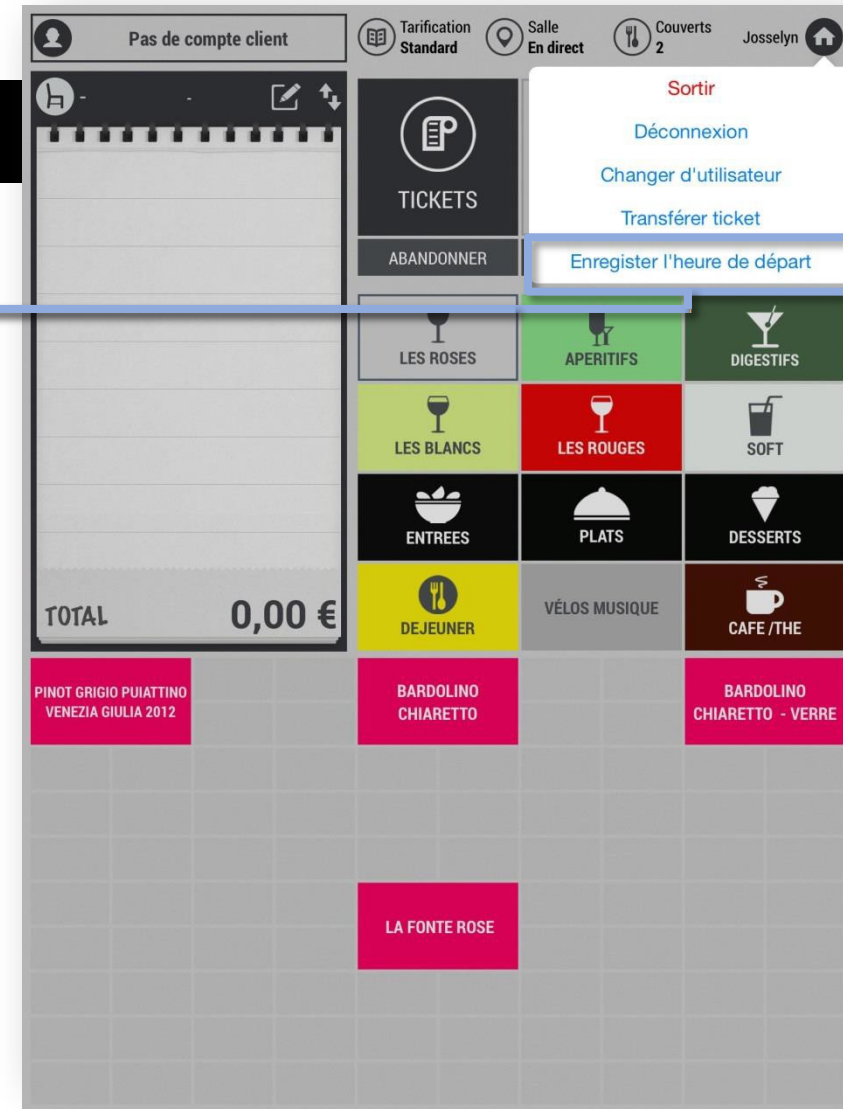 Pas de compte client
Tarification
Standard
Salle
En direct
Couverts
2
Josselyn
Sortir
Déconnexion
Changer d'utilisateur
Transférer ticket
Enregister l'heure de départ
-
-
TICKETS
ABANDONNER
LES ROSES
APERITIFS
DIGESTIFS
LES BLANCS
LES ROUGES
SOFT
ENTREES
PLATS
DESSERTS
DEJEUNER
VÉLOS MUSIQUE
CAFE /THE
TOTAL
0,00 €
PINOT GRIGIO PUIATTINO
VENEZIA GIULIA 2012
BARDOLINO
CHIARETTO
BARDOLINO
CHIARETTO - VERRE
LA FONTE ROSE